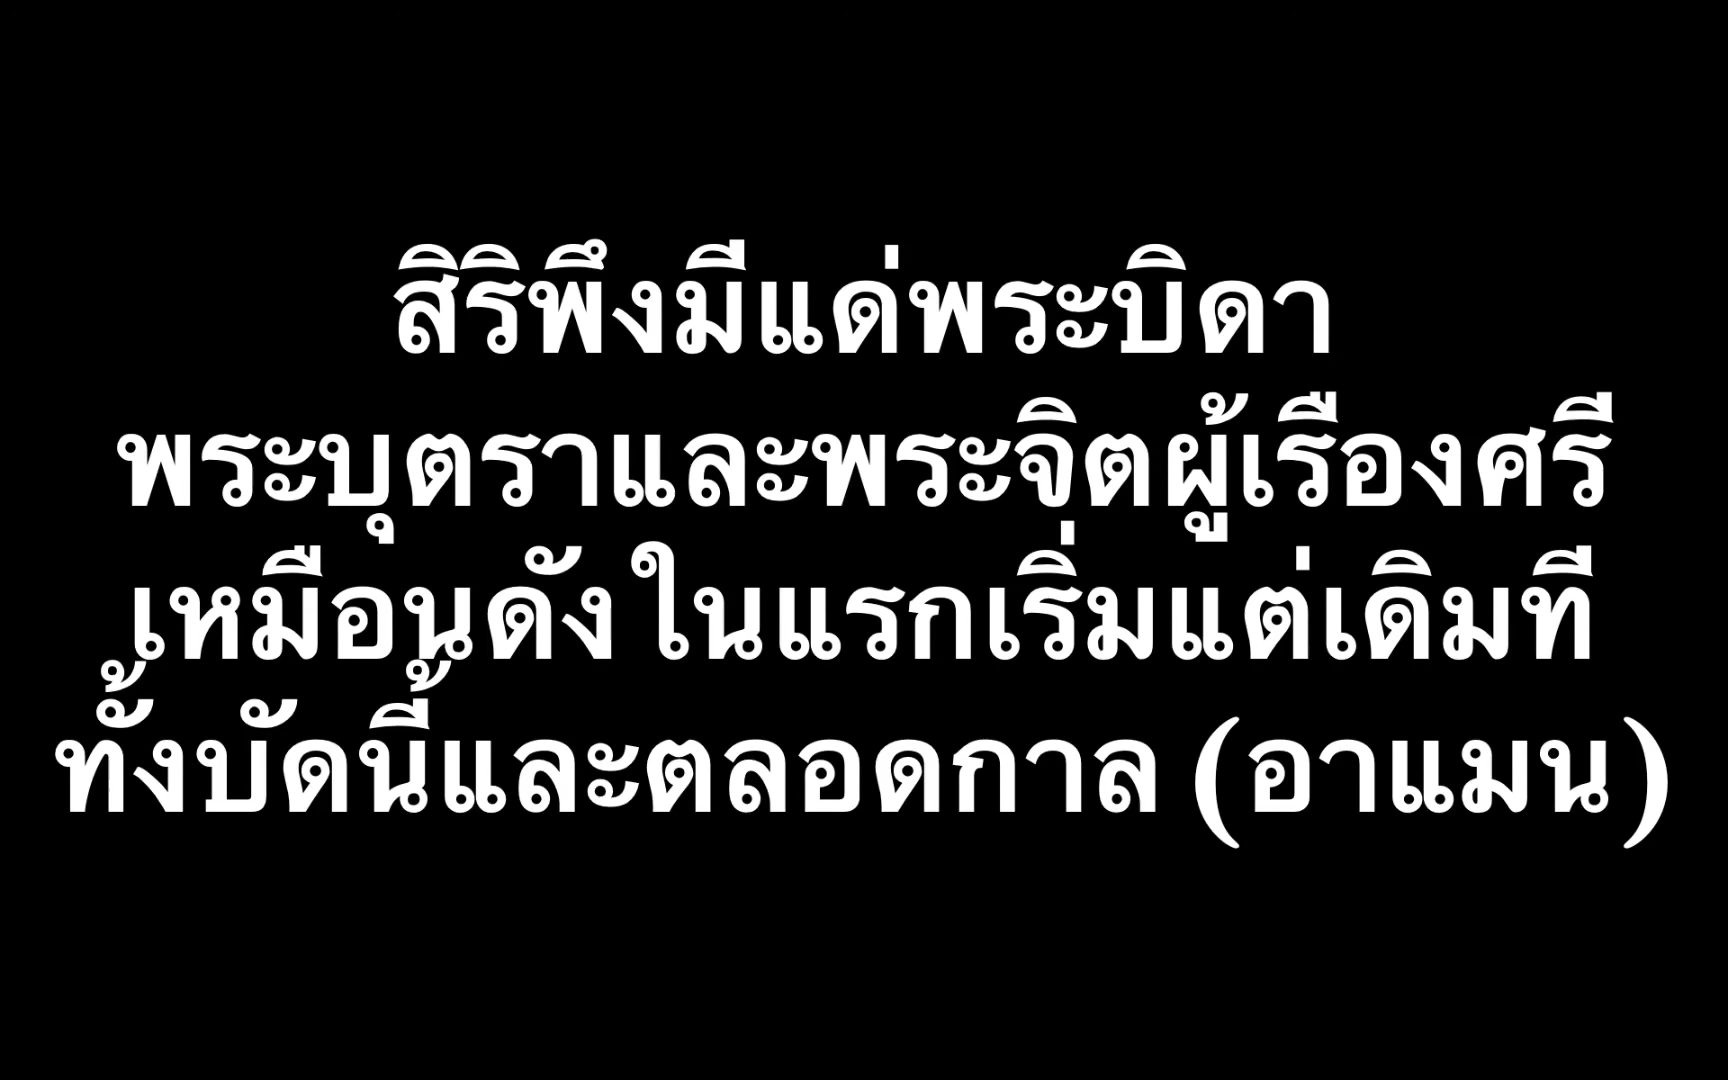 สิริพึงมีแด่พระบิดา
พระบุตราและพระจิตผู้เรืองศรี
เหมือนดังในแรกเริ่มแต่เดิมที
ทั้งบัดนี้และตลอดกาล (อาแมน)